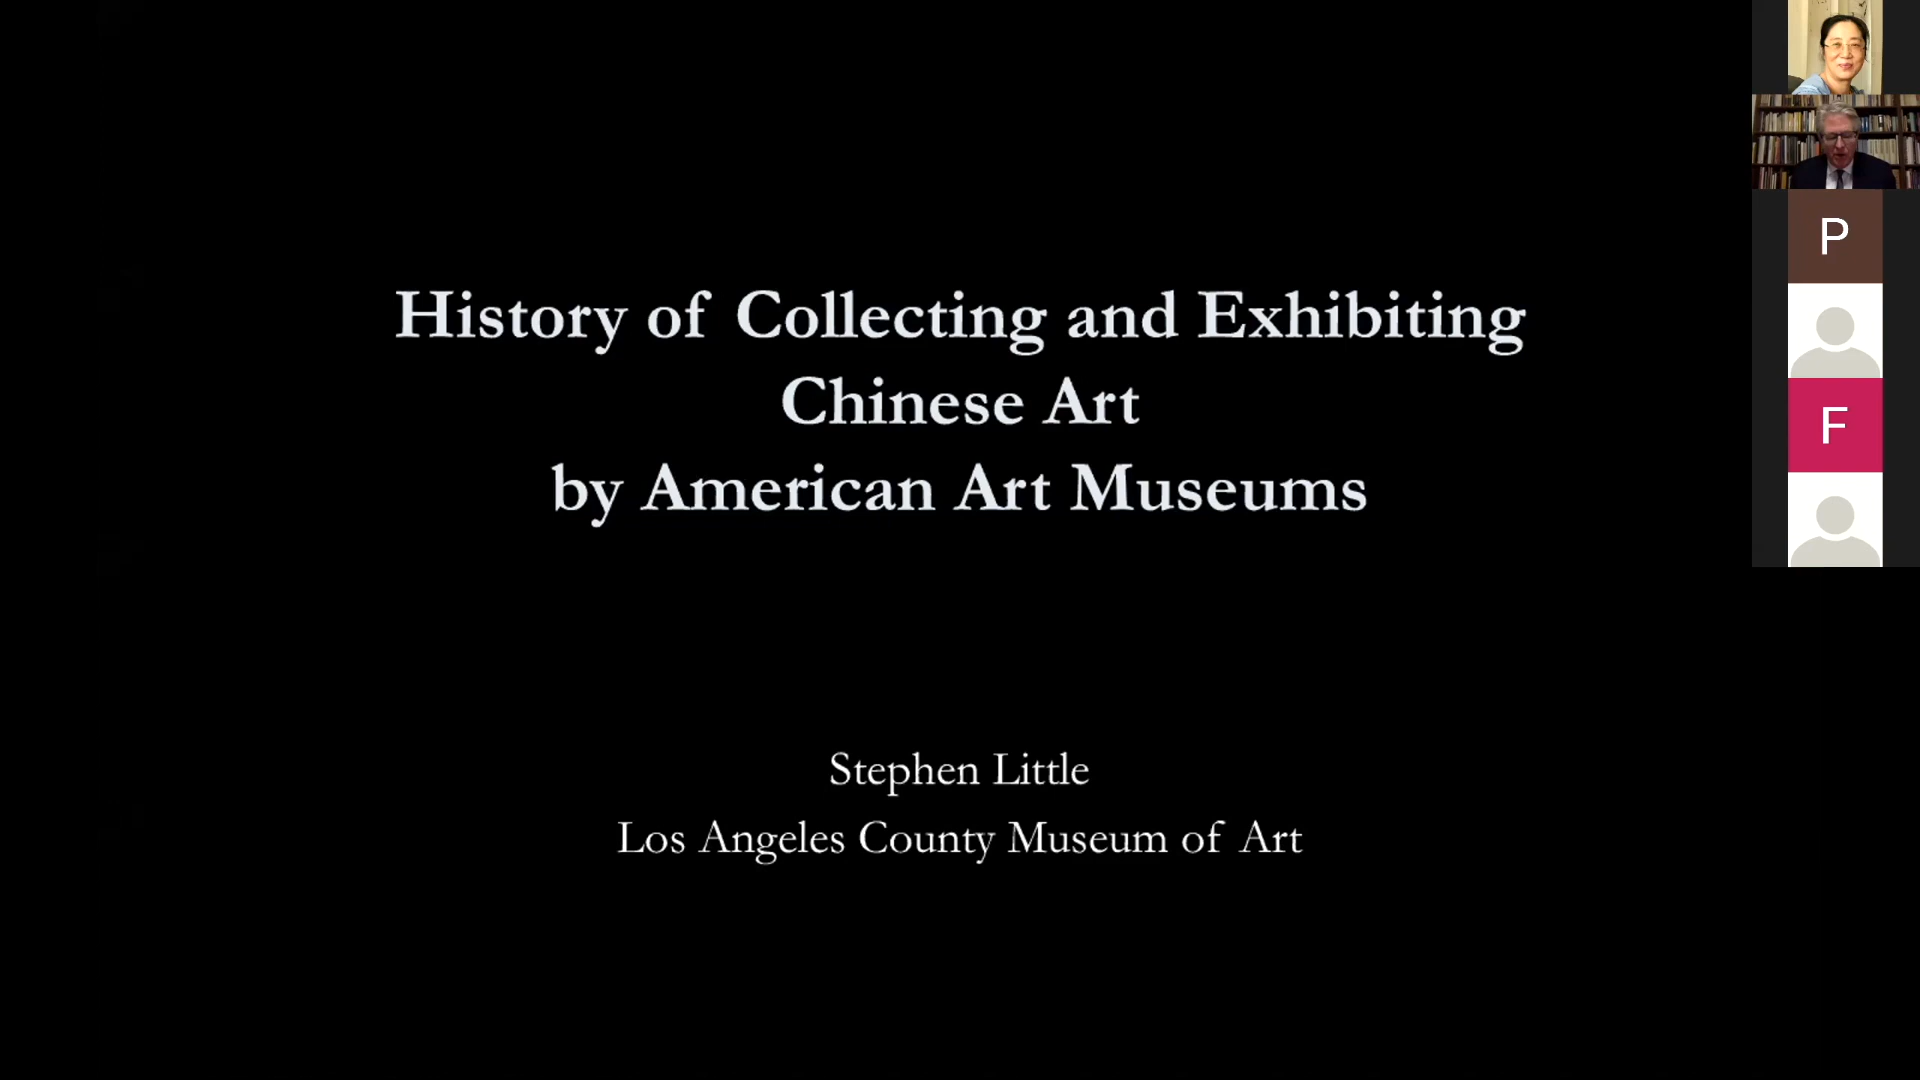 History of Collecting and Exhibiting
Chinese Art
by American Art Museums
Stephen Little
Los Angeles County Museum of Art
P
F